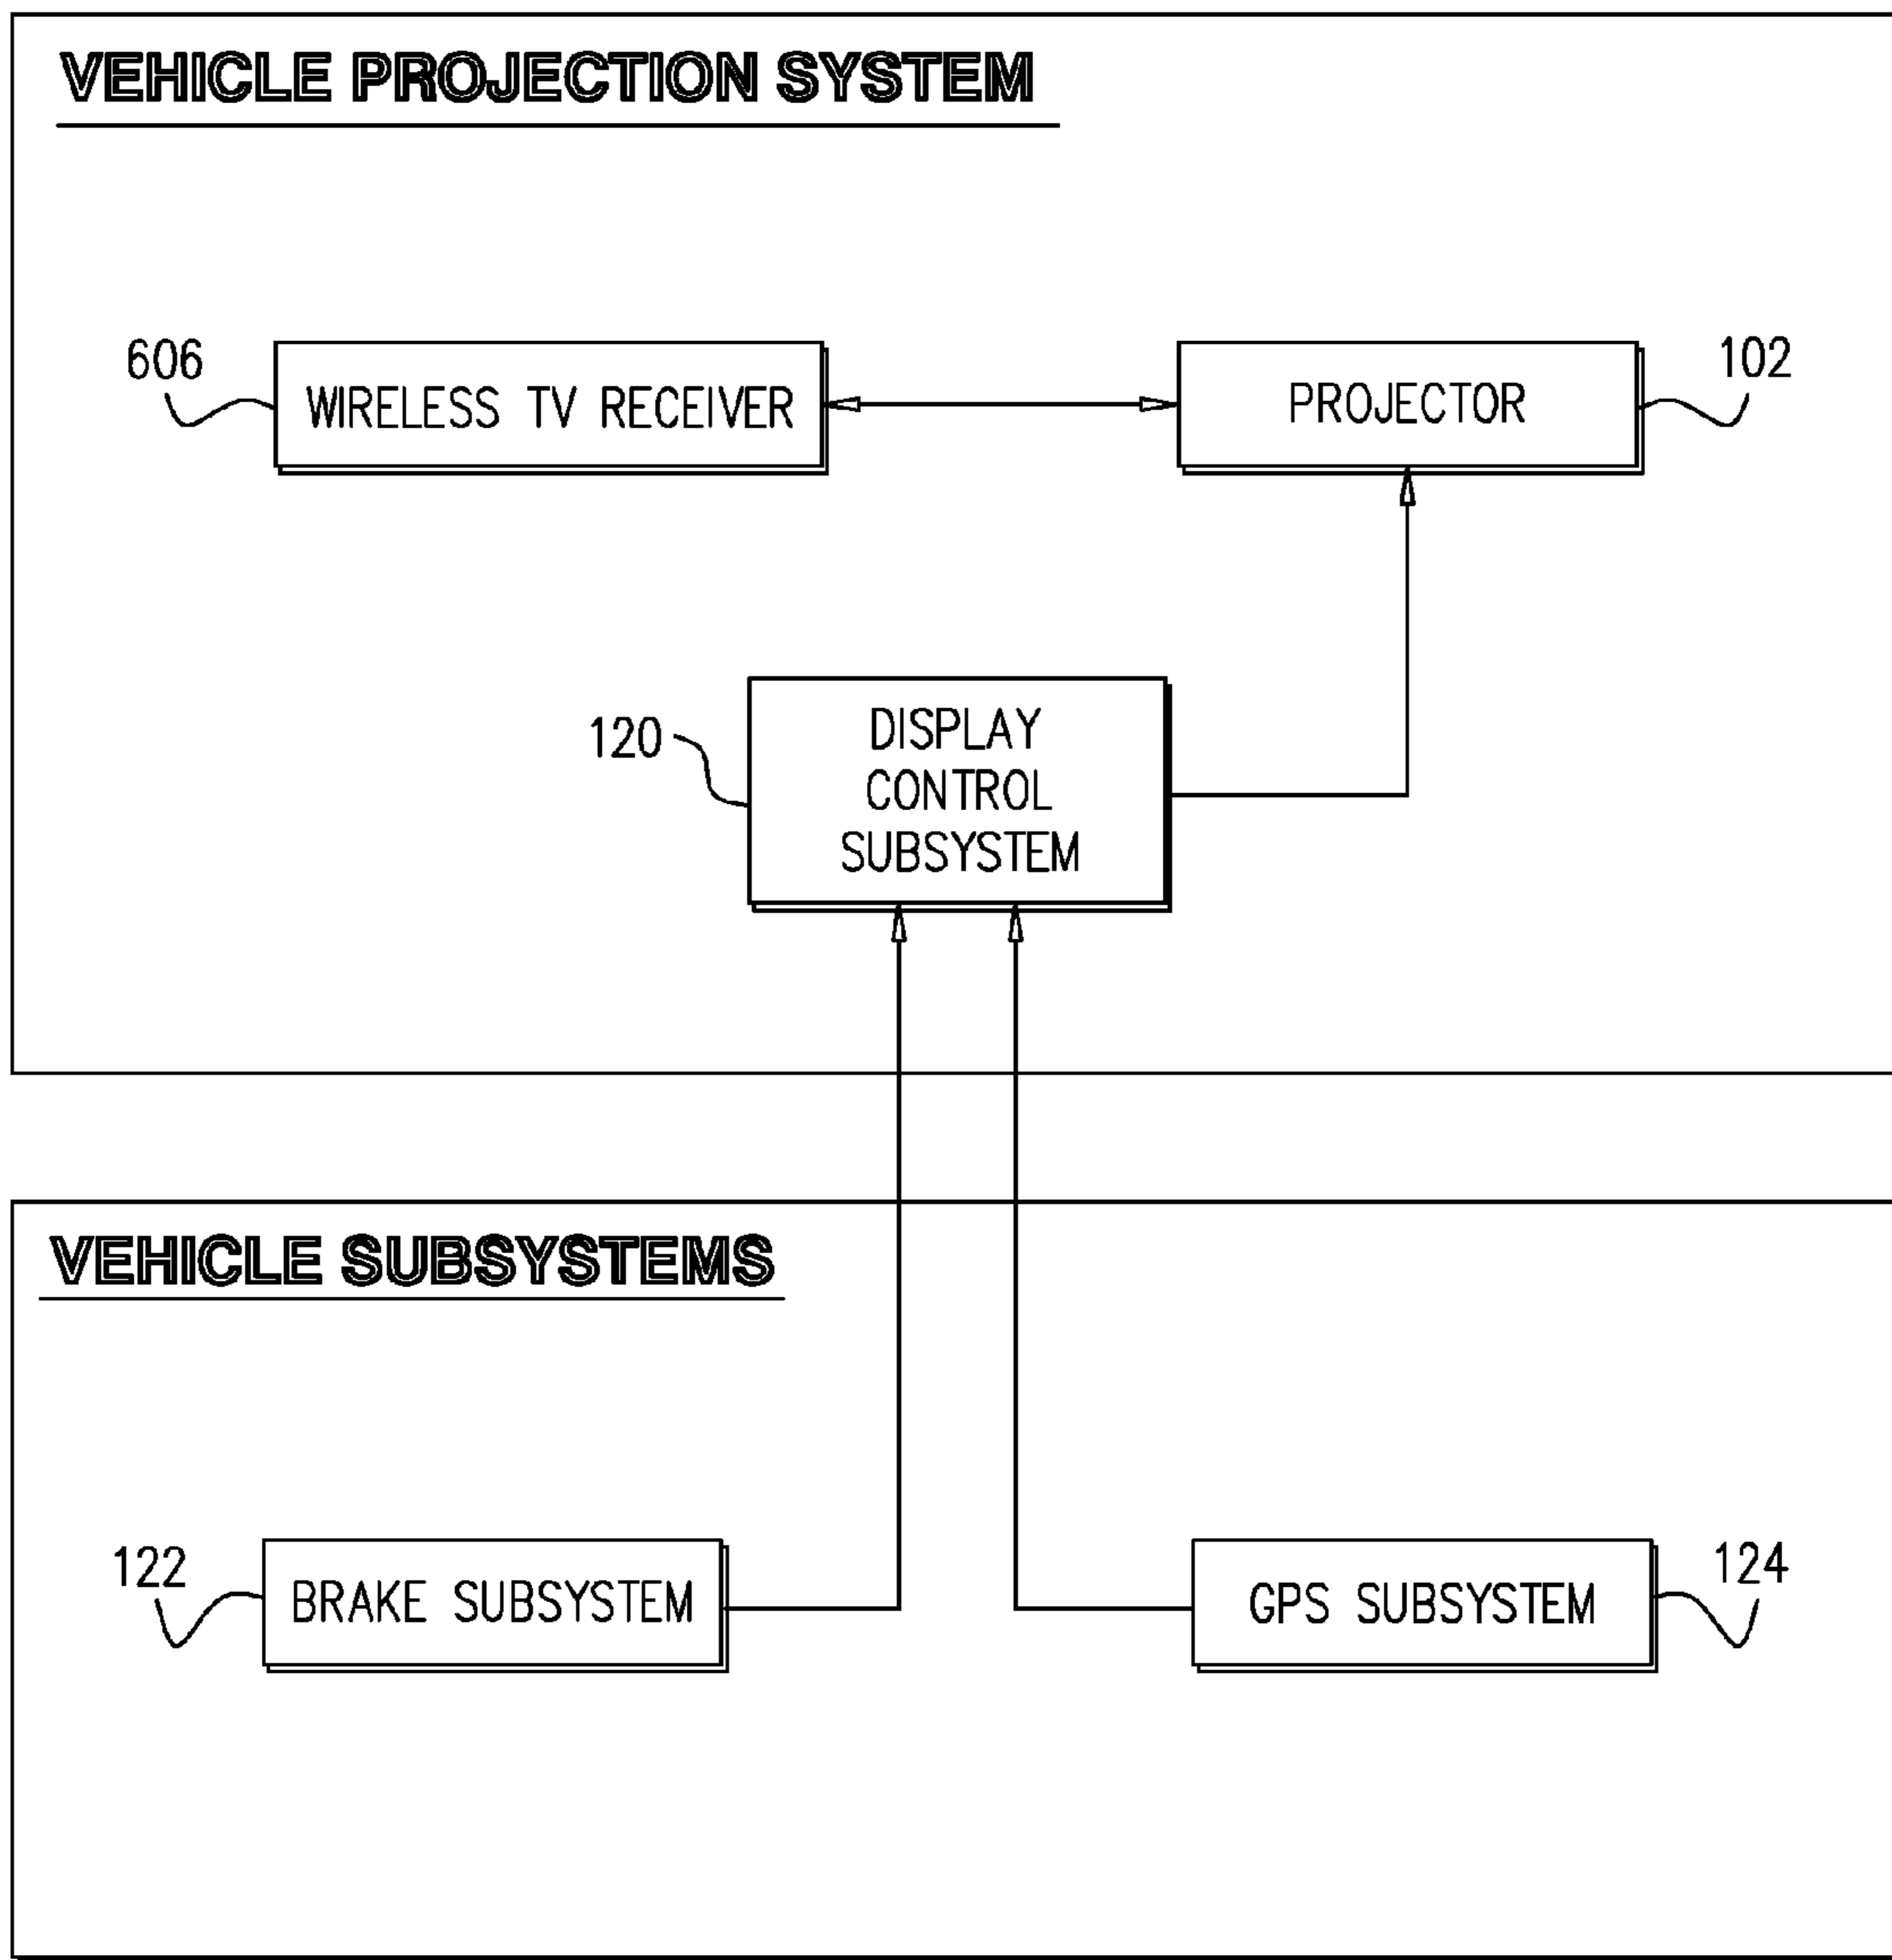 VEHICLE PROJECTION SYSTEM
606
WIRELESS TV RECEIVER
PROJECTOR
102
120
DISPLAY
CONTROL
SUBSYSTEM
VEHICLE SUBSYSTEMS
122
BRAKE SUBSYSTEM
GPS SUBSYSTEM
124